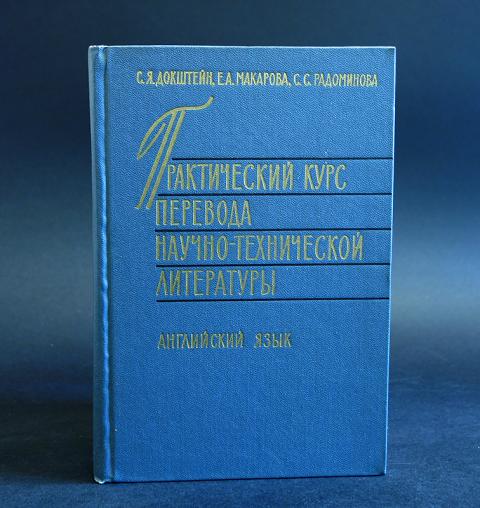 С. Я. ДОКШТЕЙН, Е. А. МАКАРОВА, С. С. РАДОМИНОВА
ПРАКТИЧЕСКИЙ КУРС
ПЕРЕВОДА
НАУЧНО-ТЕХНИЧЕСКОЙ
ЛИТЕРАТУРЫ
АНГЛИЙСКИЙ ЯЗЫК